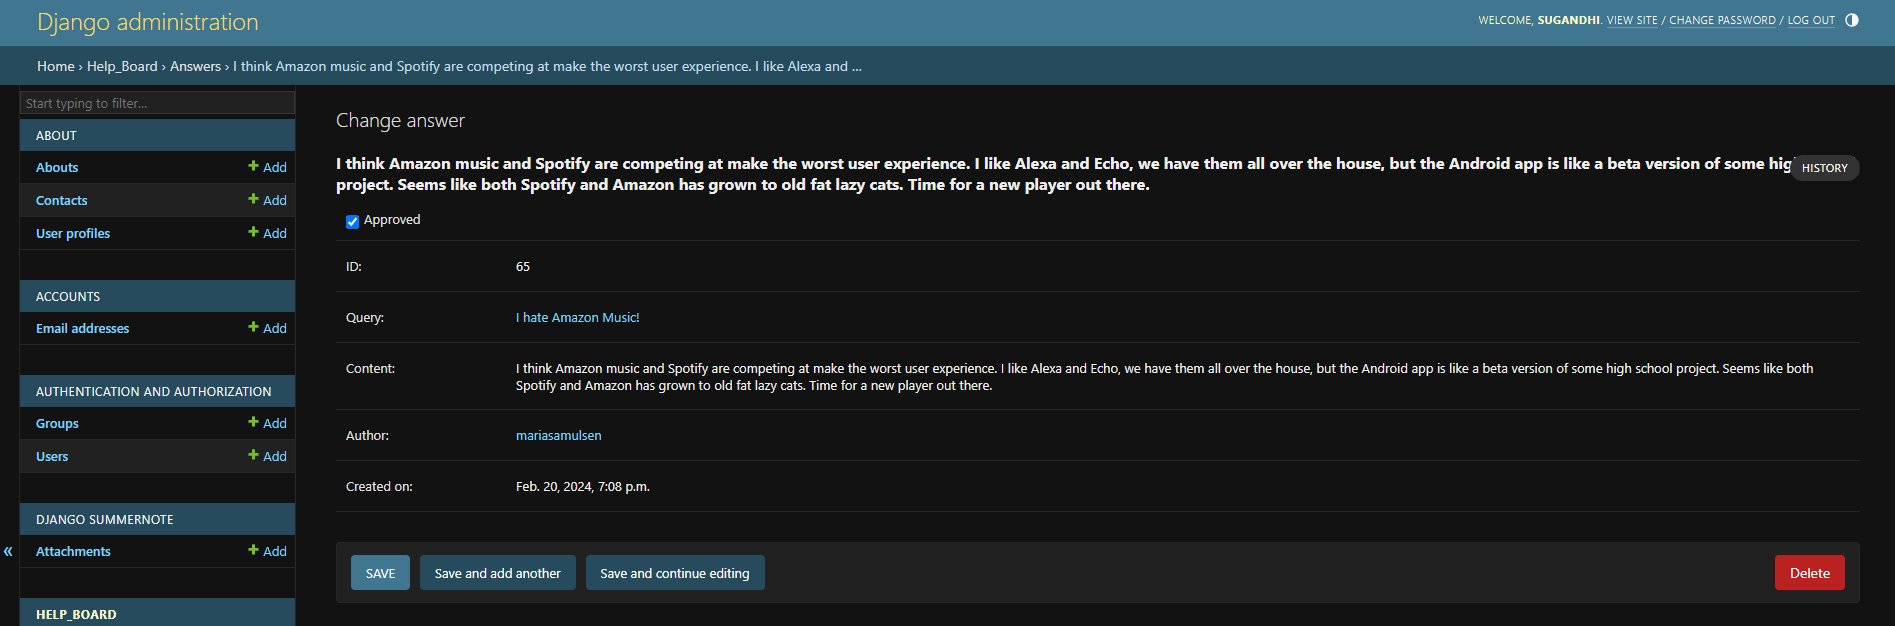 Django administration
WELCOME, SUGANDHI. VIEW SITE / CHANGE PASSWORD / LOG OUT
Home › Help_Board › Answers › I think Amazon music and Spotify are competing at make the worst user experience. I like Alexa and …
Start typing to filter...
ABOUT
Abouts Add
Contacts Add
User profiles Add
ACCOUNTS
Email addresses Add
AUTHENTICATION AND AUTHORIZATION
Groups Add
Users Add
DJANGO SUMMERNOTE
Attachments Add
«
HELP_BOARD
Change answer
I think Amazon music and Spotify are competing at make the worst user experience. I like Alexa and Echo, we have them all over the house, but the Android app is like a beta version of some
project. Seems like both Spotify and Amazon has grown to old fat lazy cats. Time for a new player out there.
HISTORY
Approved
ID: 65
Query: I hate Amazon Music!
Content: I think Amazon music and Spotify are competing at make the worst user experience. I like Alexa and Echo, we have them all over the house, but the Android app is like a beta version of some high school project. Seems like both
Spotify and Amazon has grown to old fat lazy cats. Time for a new player out there.
Author: mariasamulsen
Created on: Feb. 20, 2024, 7:08 p.m.
SAVE Save and add another Save and continue editing Delete